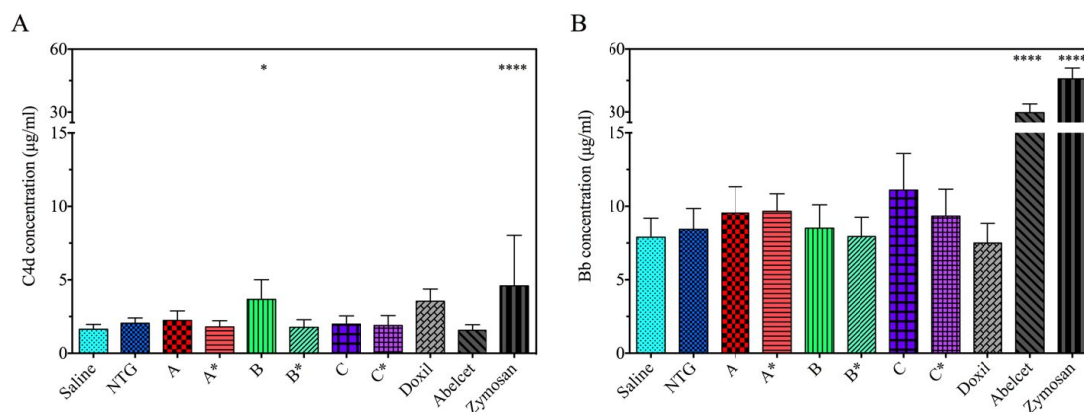 A
C4d concentration (µg/ml)
60
30
15
10
5
0
*
****
Saline
NTG
A
A*
B
B*
C
C*
Doxil
Abelcet
Zymosan
B
Bb concentration (µg/ml)
60
30
15
10
5
0
****
****
Saline
NTG
A
A*
B
B*
C
C*
Doxil
Abelcet
Zymosan